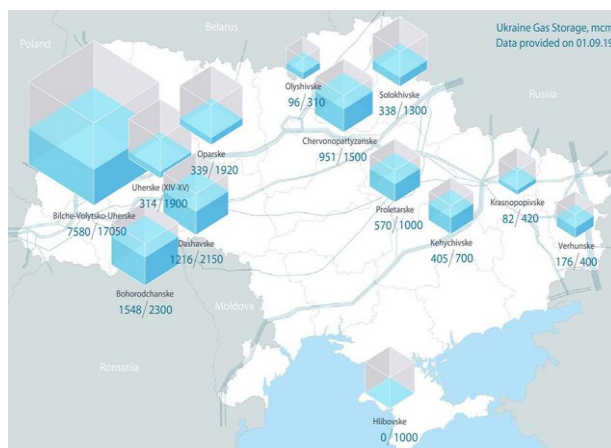 Ukraine Gas Storage, mcm
Data provided on 01.09.19
Belarus
Poland
Russia
Olyshivske
96/310
Solokhivske
338/1300
Chervonopartyzanske
951/1500
Oparske
339/1920
Uherske (XIV-XV)
314/1900
Bilche-Volytsko-Uherske
7580/17050
Dashavske
1216/2150
Bohorodchanske
1548/2300
Proletarske
570/1000
Krasnopopivske
82/420
Kehychivske
405/700
Verhunske
176/400
Moldova
Romania
Hlibovske
0/1000